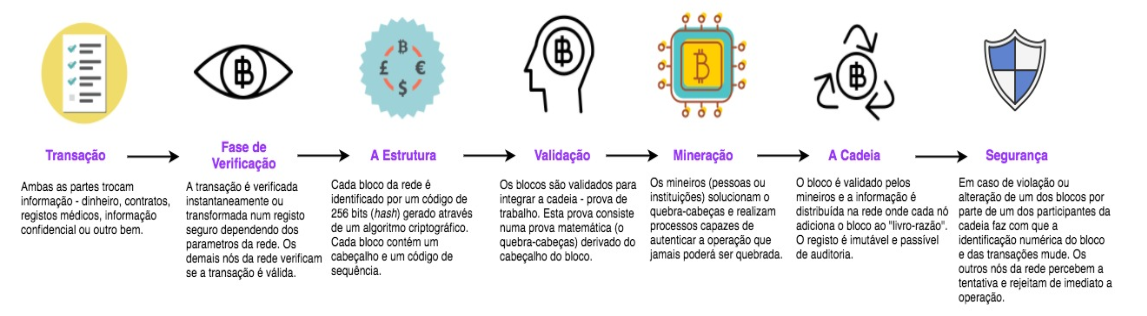 Transação
Ambas as partes trocam
informação - dinheiro, contratos,
registos médicos, informação
confidencial ou outro bem.
Fase de
Verificação
A transação é verificada
instantaneamente ou
transformada num registo
seguro dependendo dos
parametros da rede. Os
demais nós da rede verificam
se a transação é válida.
A Estrutura
Cada bloco da rede é
identificado por um código de
256 bits (hash) gerado através
de um algoritmo criptográfico.
Cada bloco contém um
cabeçalho e um código de
sequência.
Validação
Os blocos são validados para
integrar a cadeia - prova de
trabalho. Esta prova consiste
numa prova matemática (o
quebra-cabeças) derivado do
cabeçalho do bloco.
Mineração
Os mineiros (pessoas ou
instituições) solucionam o
quebra-cabeças e realizam
processos capazes de
autenticar a operação que
jamais poderá ser quebrada.
A Cadeia
O bloco é validado pelos
mineiros e a informação é
distribuída na rede onde cada nó
adiciona o bloco ao "livro-razão".
O registo é imutável e passível
de auditoria.
Segurança
Em caso de violação ou
alteração de um dos blocos por
parte de um dos participantes da
cadeia faz com que a
identificação numérica do bloco
e das transações mude. Os
outros nós da rede percebem a
tentativa e rejeitam de imediato a
operação.